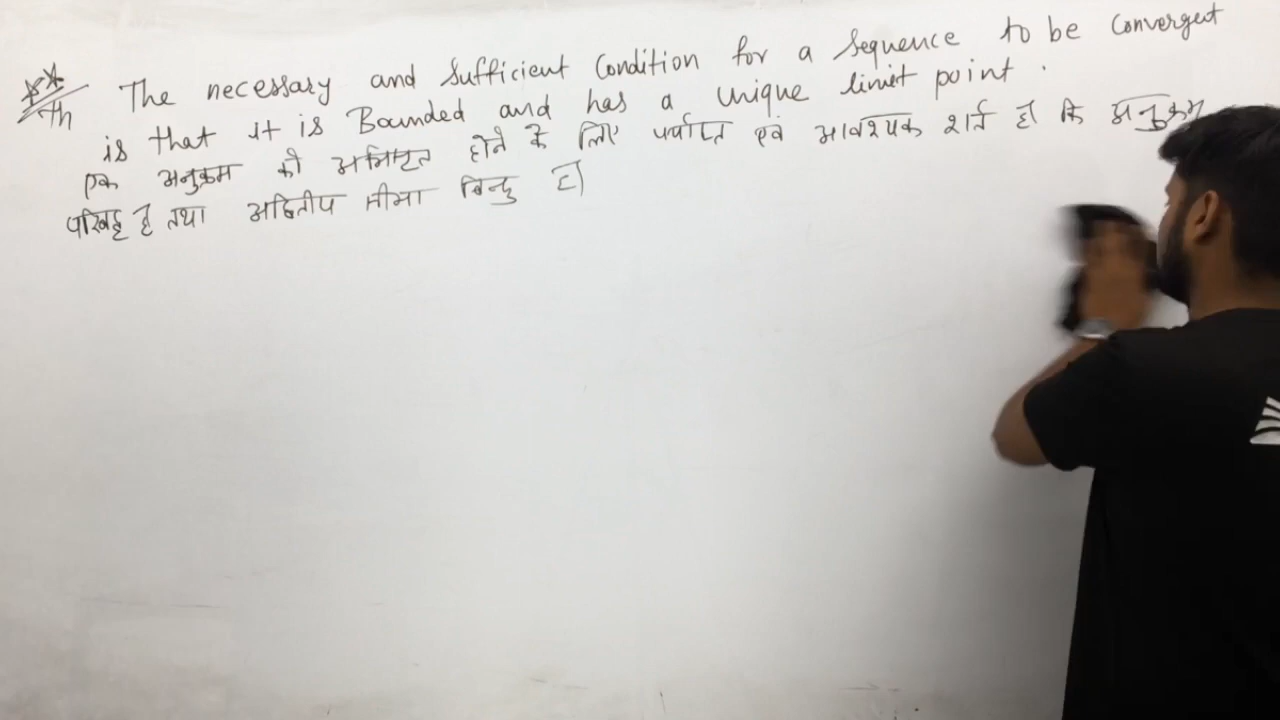 ** Th The necessary and sufficient Condition for a sequence to be Convergent
is that it is Bounded and has a unique limit point.
एक अनुक्रम को अभिसृत होने के लिए पर्याप्त एवं आवश्यक शर्त है कि अनुक्रम
परिबद्ध है तथा अद्वितीय सीमा बिन्दु है।